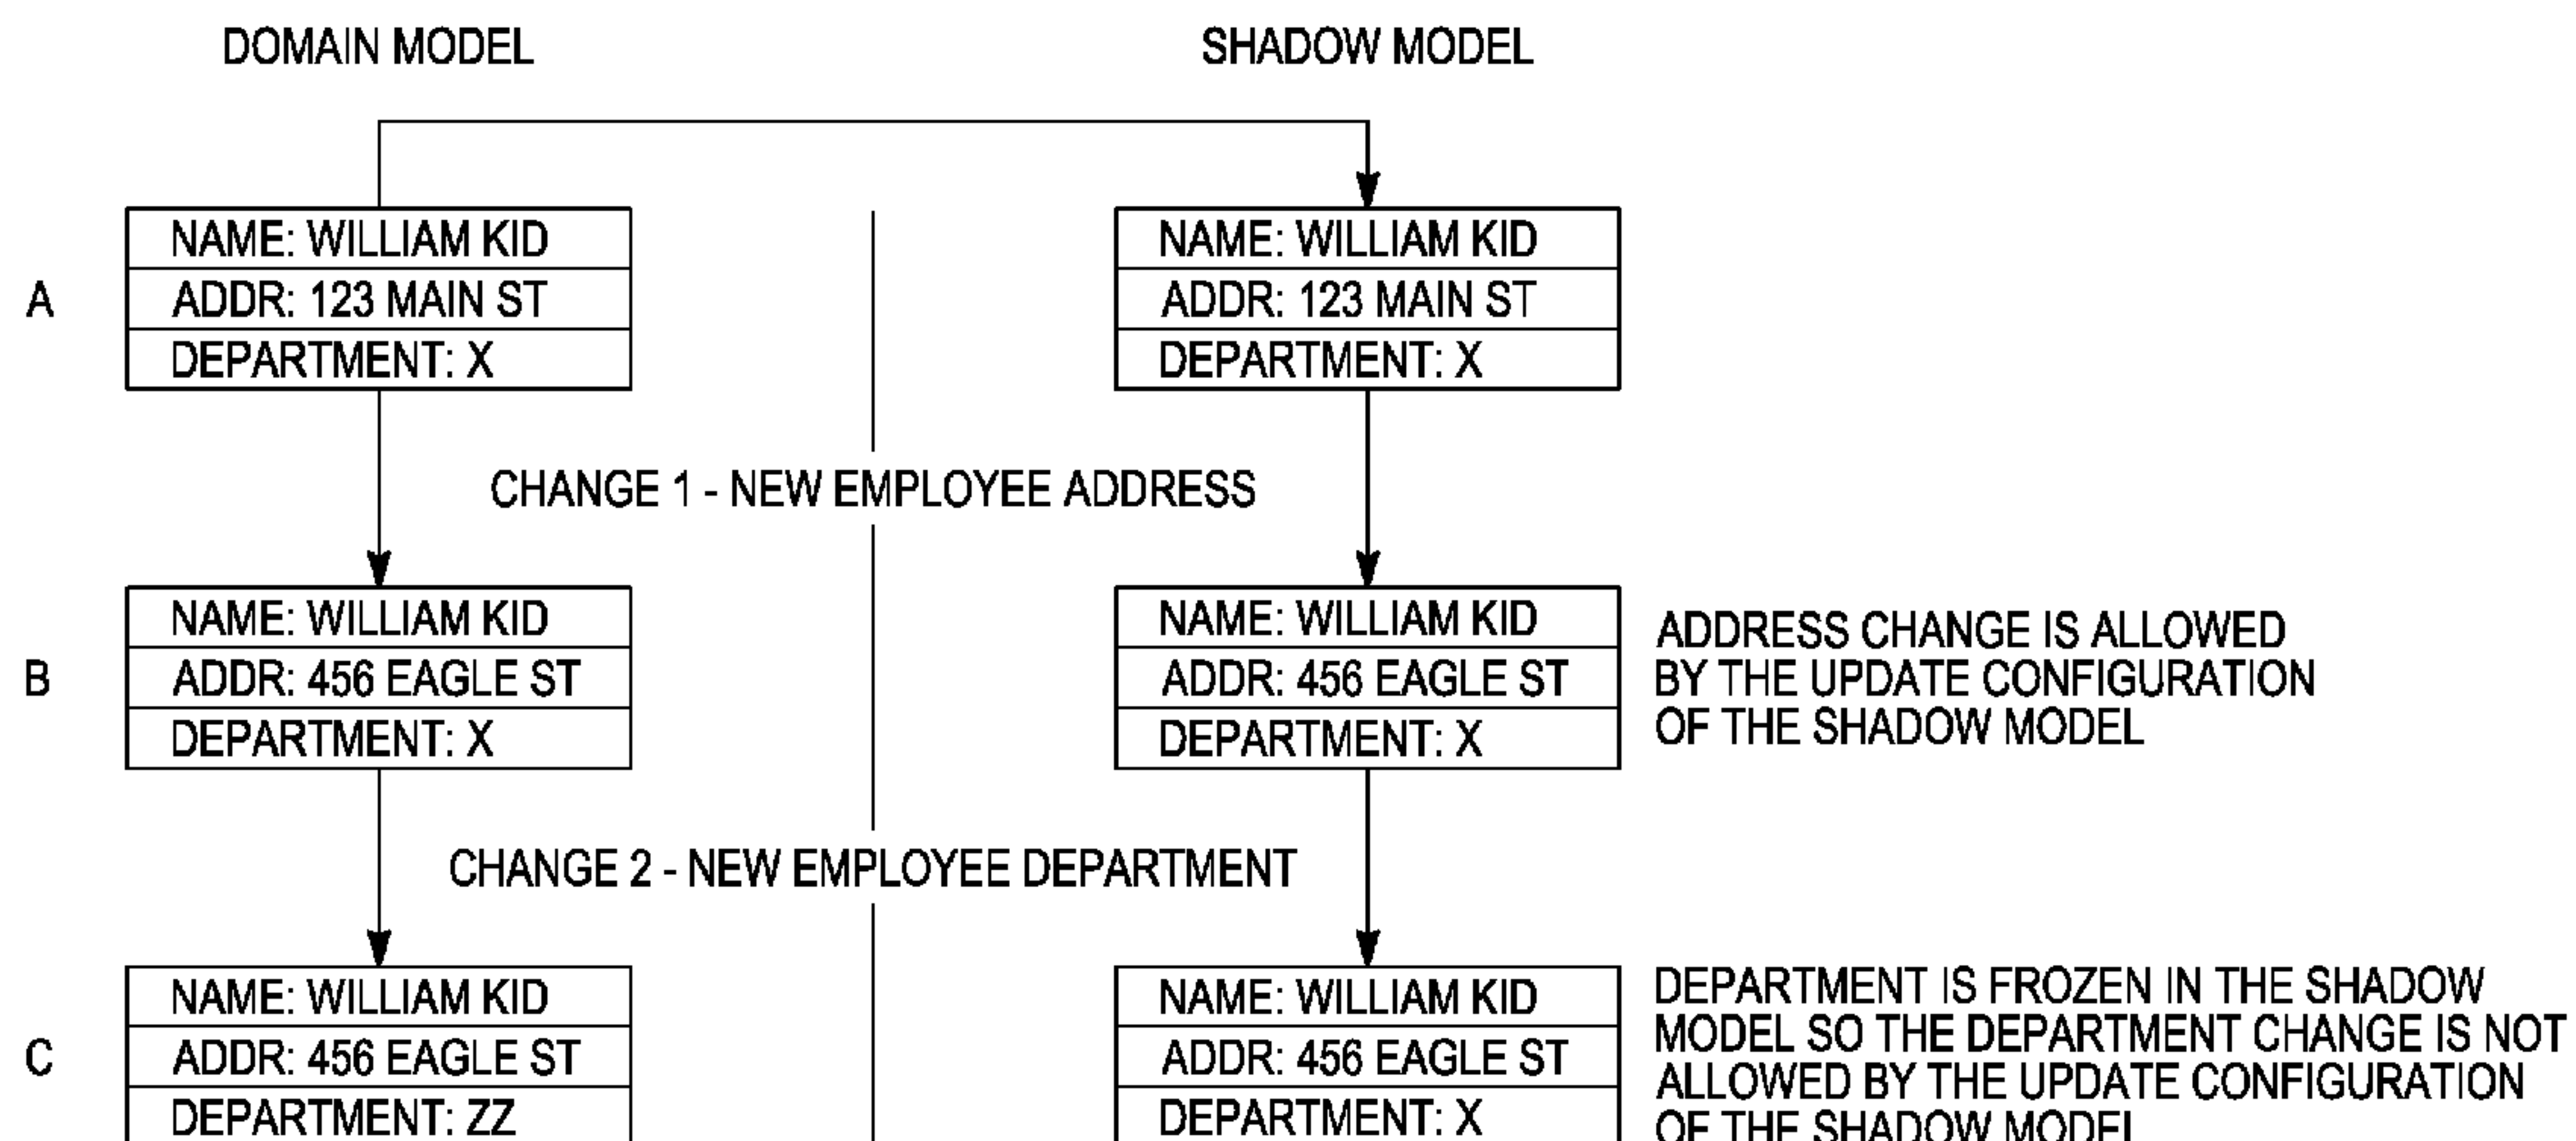 DOMAIN MODEL
SHADOW MODEL
A
NAME: WILLIAM KID
ADDR: 123 MAIN ST
DEPARTMENT: X
NAME: WILLIAM KID
ADDR: 123 MAIN ST
DEPARTMENT: X
CHANGE 1 - NEW EMPLOYEE ADDRESS
B
NAME: WILLIAM KID
ADDR: 456 EAGLE ST
DEPARTMENT: X
NAME: WILLIAM KID
ADDR: 456 EAGLE ST
DEPARTMENT: X
ADDRESS CHANGE IS ALLOWED
BY THE UPDATE CONFIGURATION
OF THE SHADOW MODEL
CHANGE 2 - NEW EMPLOYEE DEPARTMENT
C
NAME: WILLIAM KID
ADDR: 456 EAGLE ST
DEPARTMENT: ZZ
NAME: WILLIAM KID
ADDR: 456 EAGLE ST
DEPARTMENT: X
DEPARTMENT IS FROZEN IN THE SHADOW
MODEL SO THE DEPARTMENT CHANGE IS NOT
ALLOWED BY THE UPDATE CONFIGURATION
OF THE SHADOW MODEL